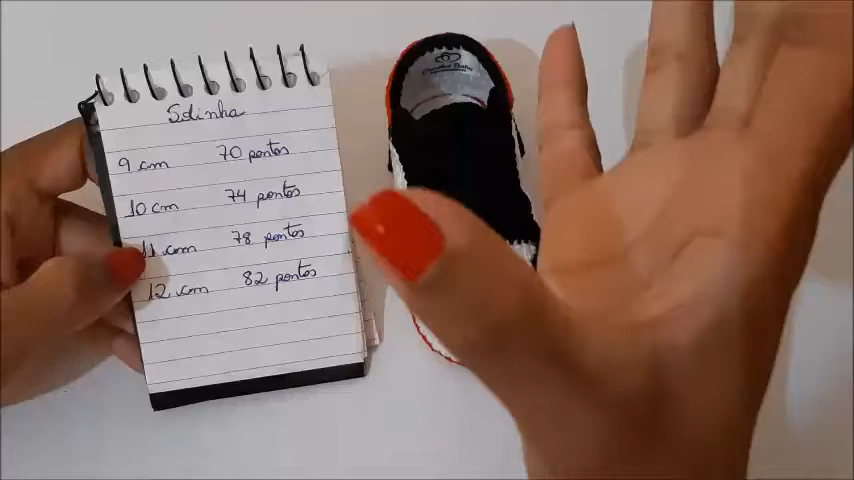 Solinha
9 cm 70 pontos
10 cm 74 pontos
11 cm 78 pontos
12 cm 82 pontos